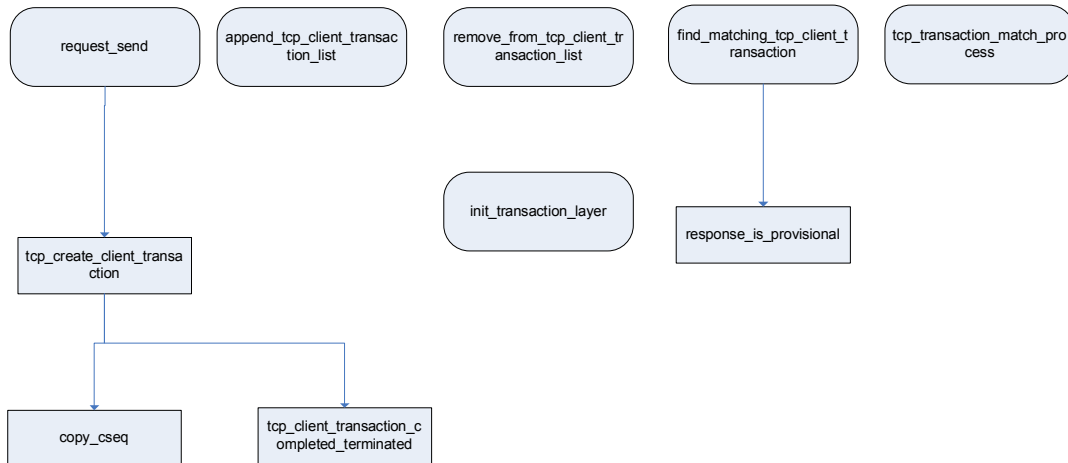 request_send
append_tcp_client_transac
tion_list
remove_from_tcp_client_tr
ansaction_list
find_matching_tcp_client_t
ransaction
tcp_transaction_match_pro
cess
init_transaction_layer
response_is_provisional
tcp_create_client_transa
ction
copy_cseq
tcp_client_transaction_c
ompleted_terminated